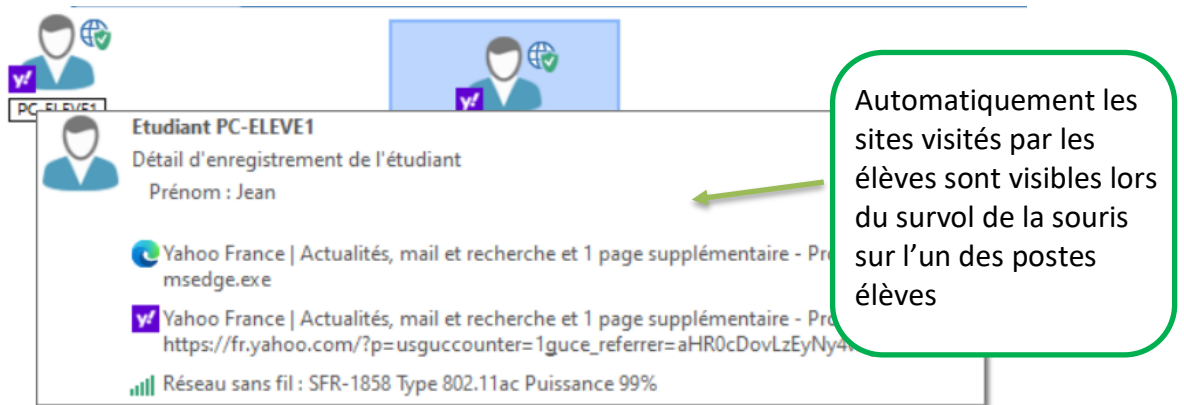 y!
y!
PC-ELEVE1
Etudiant PC-ELEVE1
Détail d'enregistrement de l'étudiant
Prénom : Jean
Yahoo France | Actualités, mail et recherche et 1 page supplémentaire -
msedge.exe
y! Yahoo France | Actualités, mail et recherche et 1 page supplémentaire -
https://fr.yahoo.com/?p=usguccounter=1guce_referrer=aHR0cDovLzEyNy4
Réseau sans fil : SFR-1858 Type 802.11ac Puissance 99%
Automatiquement les
sites visités par les
élèves sont visibles lors
du survol de la souris
sur l’un des postes
élèves